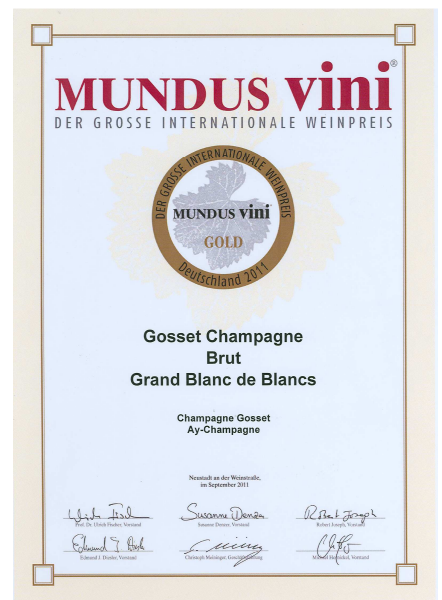 MUNDUS vini®
DER GROSSE INTERNATIONALE WEINPREIS
DER GROSSE INTERNATIONALE WEINPREIS
MUNDUS vini
GOLD
Deutschland 2011
Gosset Champagne
Brut
Grand Blanc de Blancs
Champagne Gosset
Ay-Champagne
Neustadt an der Weinstraße,
im September 2011
Prof. Dr. Ulrich Fischer, Vorstand
Susanne Denzer, Vorstand
Robert Joseph, Vorstand
Edmund J. Diesler, Vorstand
Christoph Meininger, Geschäftsführung
Vorstand